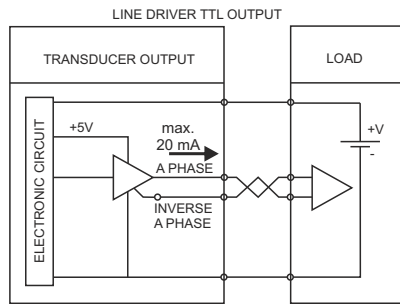 LINE DRIVER TTL OUTPUT
TRANSDUCER OUTPUT
LOAD
ELECTRONIC CIRCUIT
+5V
max.
20 mA
A PHASE
INVERSE
A PHASE
+V
-